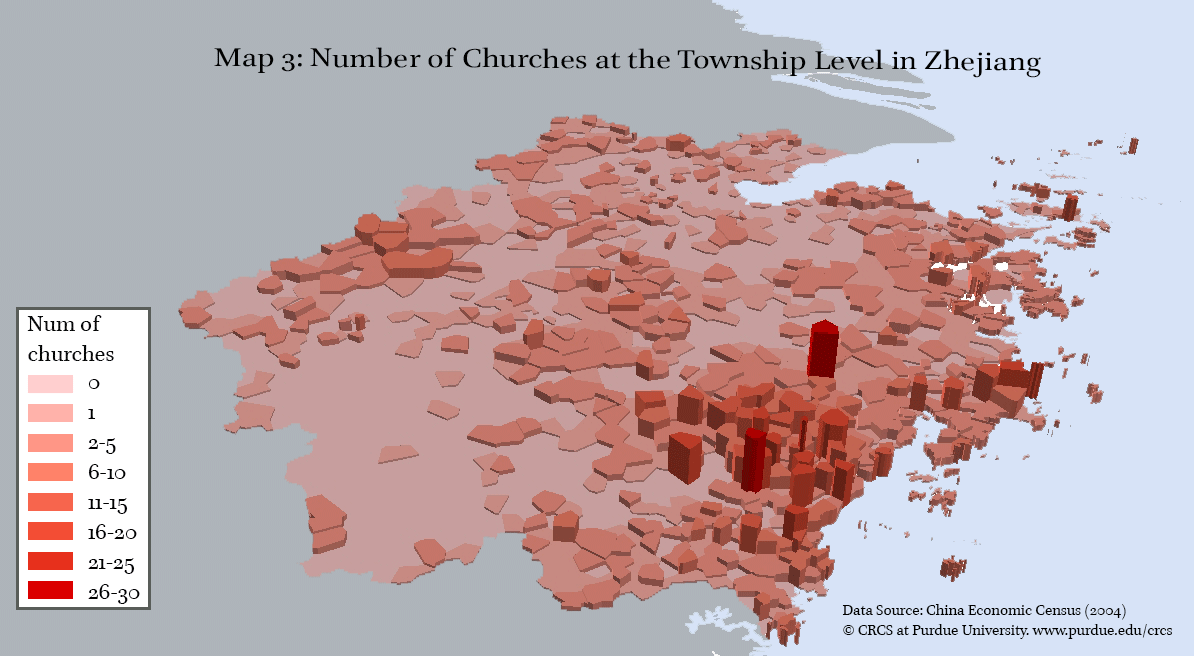 Map 3: Number of Churches at the Township Level in Zhejiang
Num of
churches
0
1
2-5
6-10
11-15
16-20
21-25
26-30
Data Source: China Economic Census (2004)
© CRCS at Purdue University. www.purdue.edu/crcs